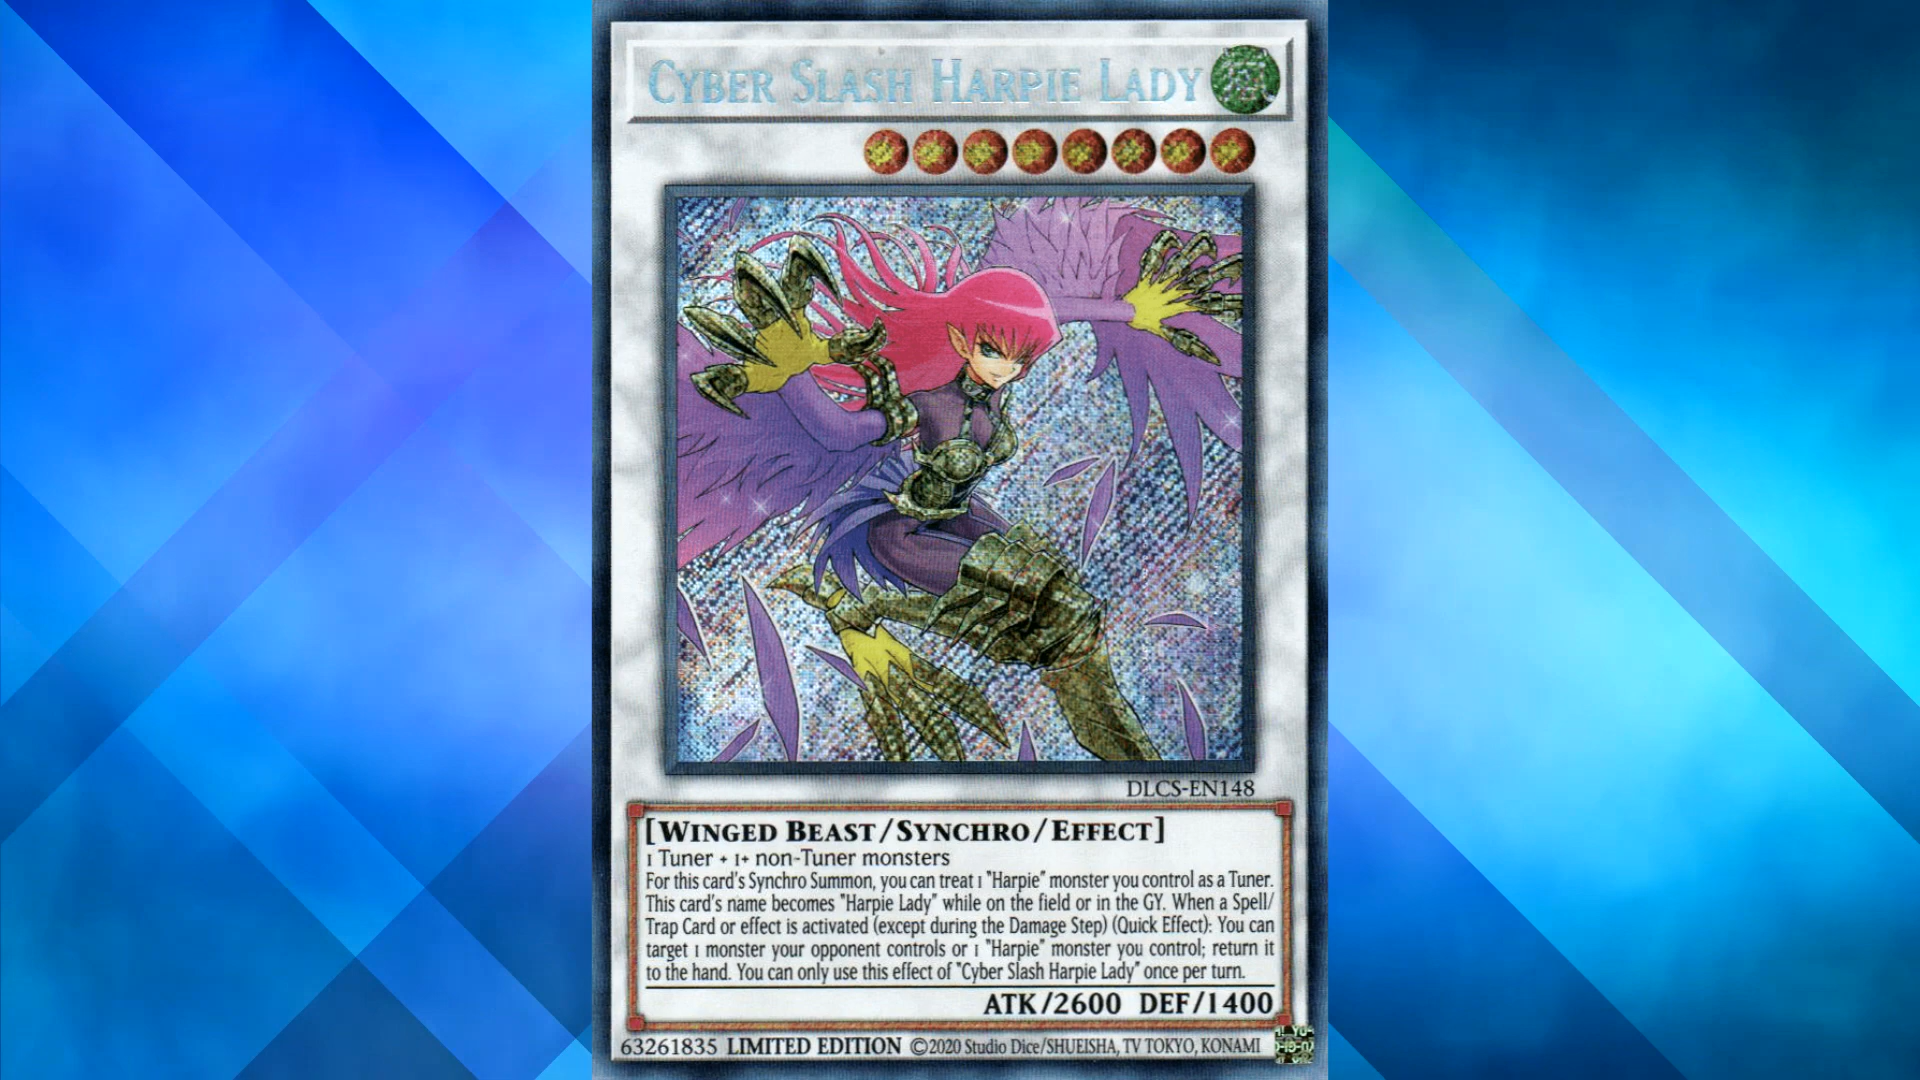 CYBER SLASH HARPIE LADY
DLCS-EN148
[WINGED BEAST/SYNCHRO/EFFECT]
1 Tuner + 1+ non-Tuner monsters
For this card's Synchro Summon, you can treat 1 "Harpie" monster you control as a Tuner.
This card's name becomes "Harpie Lady" while on the field or in the GY. When a Spell/
Trap Card or effect is activated (except during the Damage Step) (Quick Effect): You can
target 1 monster your opponent controls or 1 "Harpie" monster you control; return it
to the hand. You can only use this effect of "Cyber Slash Harpie Lady" once per turn.
ATK/2600 DEF/1400
63261835 LIMITED EDITION ©2020 Studio Dice/SHUEISHA, TV TOKYO, KONAMI